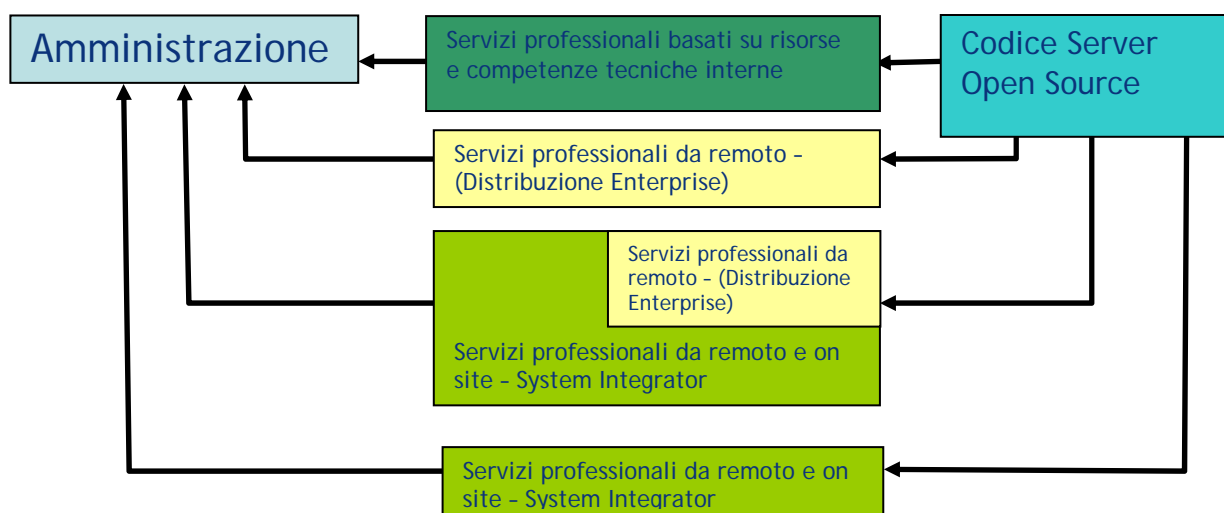 Amministrazione
Servizi professionali basati su risorse
e competenze tecniche interne
Codice Server
Open Source
Servizi professionali da remoto –
(Distribuzione Enterprise)
Servizi professionali da
remoto – (Distribuzione
Enterprise)
Servizi professionali da remoto e on
site – System Integrator
Servizi professionali da remoto e on
site – System Integrator